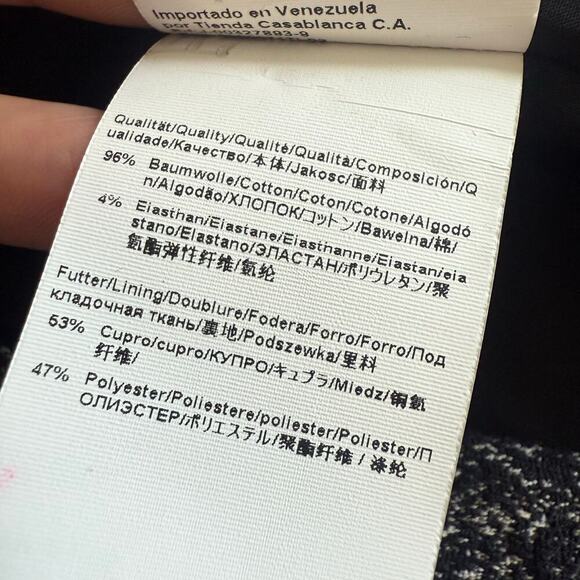 Importado en Venezuela
por Tienda Casablanca C.A.
Qualität/Quality/Qualité/Qualità/Composición/Q
ualidade/Качество/本体/Jakosc/面料
96% Baumwolle/Cotton/Coton/Cotone/Algodó
n/Algodão/ХЛОПОК/コットン/Bawelna/棉/
4% Elasthan/Elastane/Elasthanne/Elastan/ela
stano/Elastano/ЭЛАСТАН/ポリウレタン/聚
氨酯弹性纤维/氨纶
Futter/Lining/Doublure/Fodera/Forro/Forro/Под
кладочная ткань/裏地/Podszewka/里料
53% Cupro/cupro/КУПРО/キュプラ/Miedz/铜氨
纤维/
47% Polyester/Poliestere/poliester/Poliester/П
ОЛИЭСТЕР/ポリエステル/聚酯纤维/涤纶